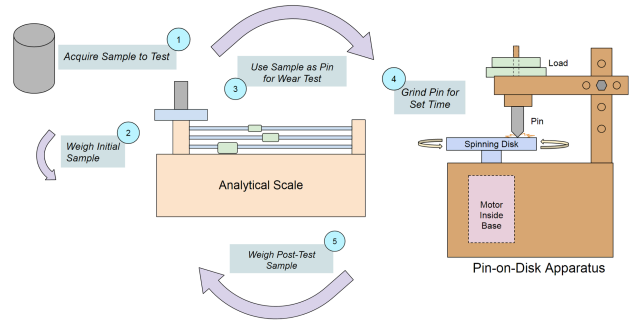 1
Acquire Sample to Test
2
Weigh Initial
Sample
3
Use Sample as Pin
for Wear Test
4
Grind Pin for
Set Time
Load
Pin
Spinning Disk
Motor
Inside
Base
Pin-on-Disk Apparatus
Analytical Scale
5
Weigh Post-Test
Sample